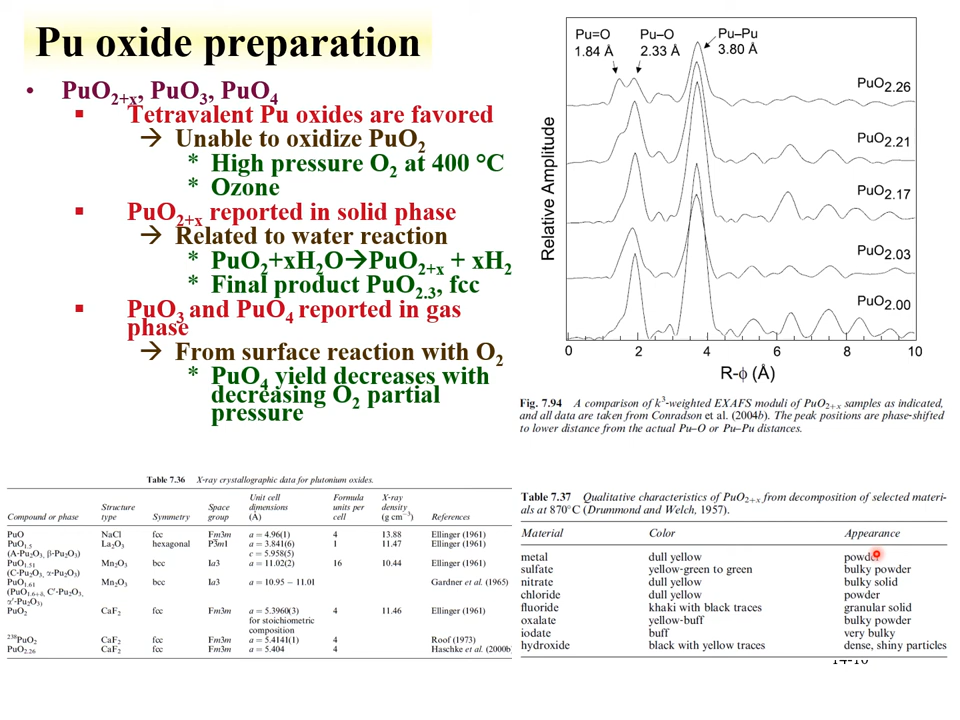 Pu oxide preparation
• PuO2+x, PuO3, PuO4
▪ Tetravalent Pu oxides are favored
→ Unable to oxidize PuO2
* High pressure O2 at 400 °C
* Ozone
▪ PuO2+x reported in solid phase
→ Related to water reaction
* PuO2+xH2O→PuO2+x + xH2
* Final product PuO2.3, fcc
▪ PuO3 and PuO4 reported in gas
phase
→ From surface reaction with O2
* PuO4 yield decreases with
decreasing O2 partial
pressure
Pu=O Pu–O Pu–Pu
1.84 Å 2.33 Å 3.80 Å
PuO2.26
PuO2.21
PuO2.17
PuO2.03
PuO2.00
Relative Amplitude
0 2 4 6 8 10
R-ϕ (Å)
Fig. 7.94 A comparison of k3-weighted EXAFS moduli of PuO2+x samples as indicated,
and all data are taken from Conradson et al. (2004b). The peak positions are phase-shifted
to lower distance from the actual Pu–O or Pu–Pu distances.
Table 7.36 X-ray crystallographic data for plutonium oxides.
Compound or phase Structure type Symmetry Space group Unit cell dimensions (Å) Formula units per cell X-ray density (g cm−3) References
PuO NaCl fcc Fm3m a = 4.96(1) 4 13.88 Ellinger (1961)
PuO1.5 La2O3 hexagonal P3̄m1 a = 3.841(6) 1 11.47 Ellinger (1961)
(A-Pu2O3, β-Pu2O3) c = 5.958(5)
PuO1.51 Mn2O3 bcc Ia3 a = 11.02(2) 16 10.44 Ellinger (1961)
(C-Pu2O3, α-Pu2O3)
PuO1.61 Mn2O3 bcc Ia3 a = 10.95 − 11.01 Gardner et al. (1965)
(PuO1.6+δ, C′-Pu2O3,
α′-Pu2O3)
PuO2 CaF2 fcc Fm3m a = 5.3960(3) 4 11.46 Ellinger (1961)
for stoichiometric
composition
238PuO2 CaF2 fcc Fm3m a = 5.4141(1) 4 Roof (1973)
PuO2.26 CaF2 fcc Fm3m a = 5.404 4 Haschke et al. (2000b)
Table 7.37 Qualitative characteristics of PuO2+x from decomposition of selected materi-
als at 870°C (Drummond and Welch, 1957).
Material Color Appearance
metal dull yellow powder
sulfate yellow-green to green bulky powder
nitrate dull yellow bulky solid
chloride dull yellow powder
fluoride khaki with black traces granular solid
oxalate yellow-buff bulky powder
iodate buff very bulky
hydroxide black with yellow traces dense, shiny particles